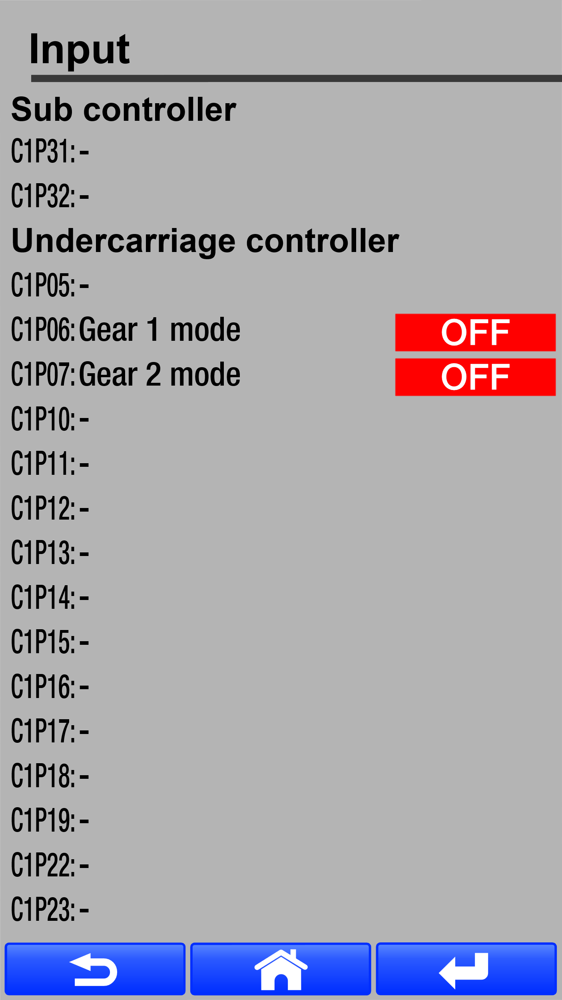 Input
Sub controller
C1P31: -
C1P32: -
Undercarriage controller
C1P05: -
C1P06: Gear 1 mode OFF
C1P07: Gear 2 mode OFF
C1P10: -
C1P11: -
C1P12: -
C1P13: -
C1P14: -
C1P15: -
C1P16: -
C1P17: -
C1P18: -
C1P19: -
C1P22: -
C1P23: -